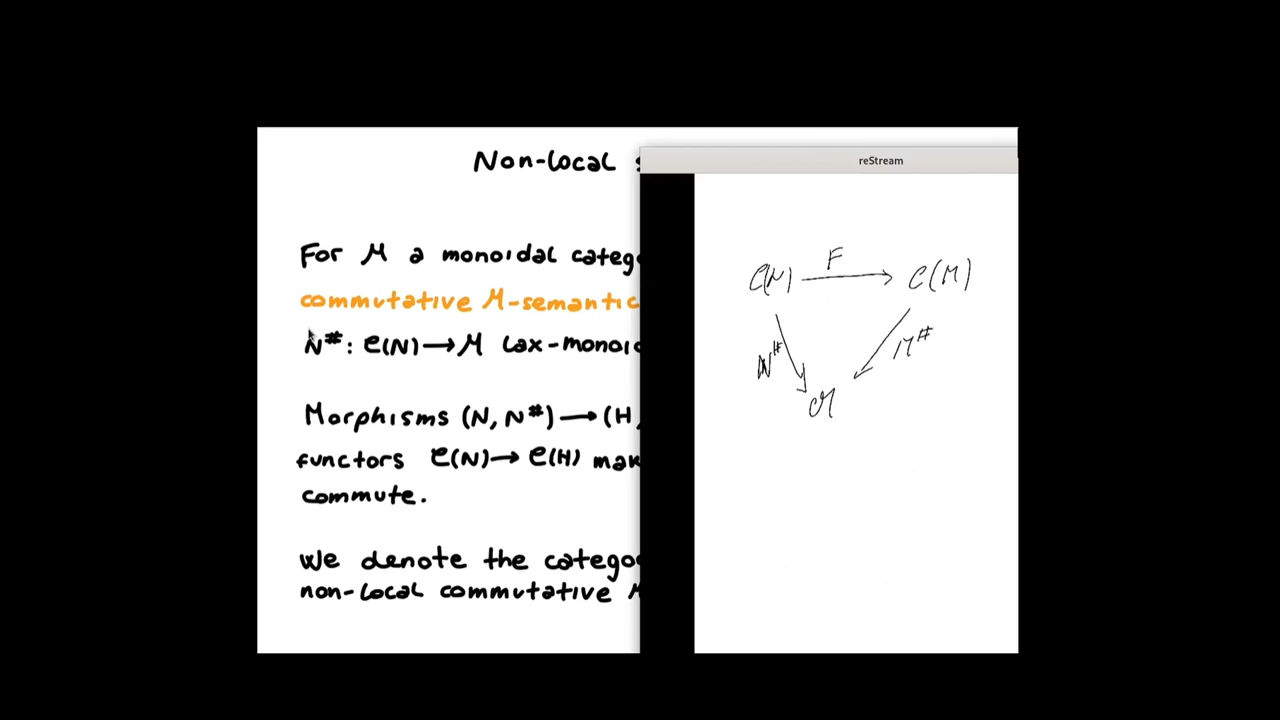 Non-local
reStream
For M a monoidal categ
commutative M-semantic
N#: C(N) → M lax-monoid
Morphisms (N, N#) → (H,
functors C(N) → C(H) mak
commute.
We denote the catego
non-local commutative M
F
C(N) → C(M)
N# M#
M